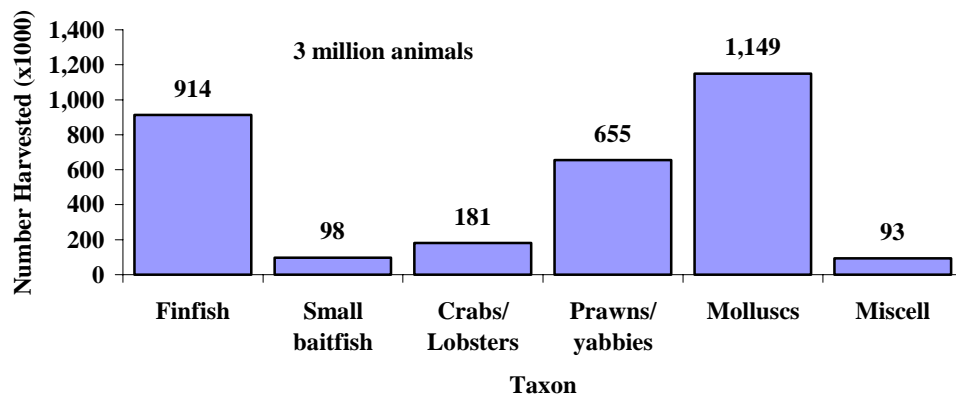 1,400
1,200
1,000
800
600
400
200
0
Number Harvested (x1000)
3 million animals
914
98
181
655
1,149
93
Finfish
Small
baitfish
Crabs/
Lobsters
Prawns/
yabbies
Molluscs
Miscell
Taxon